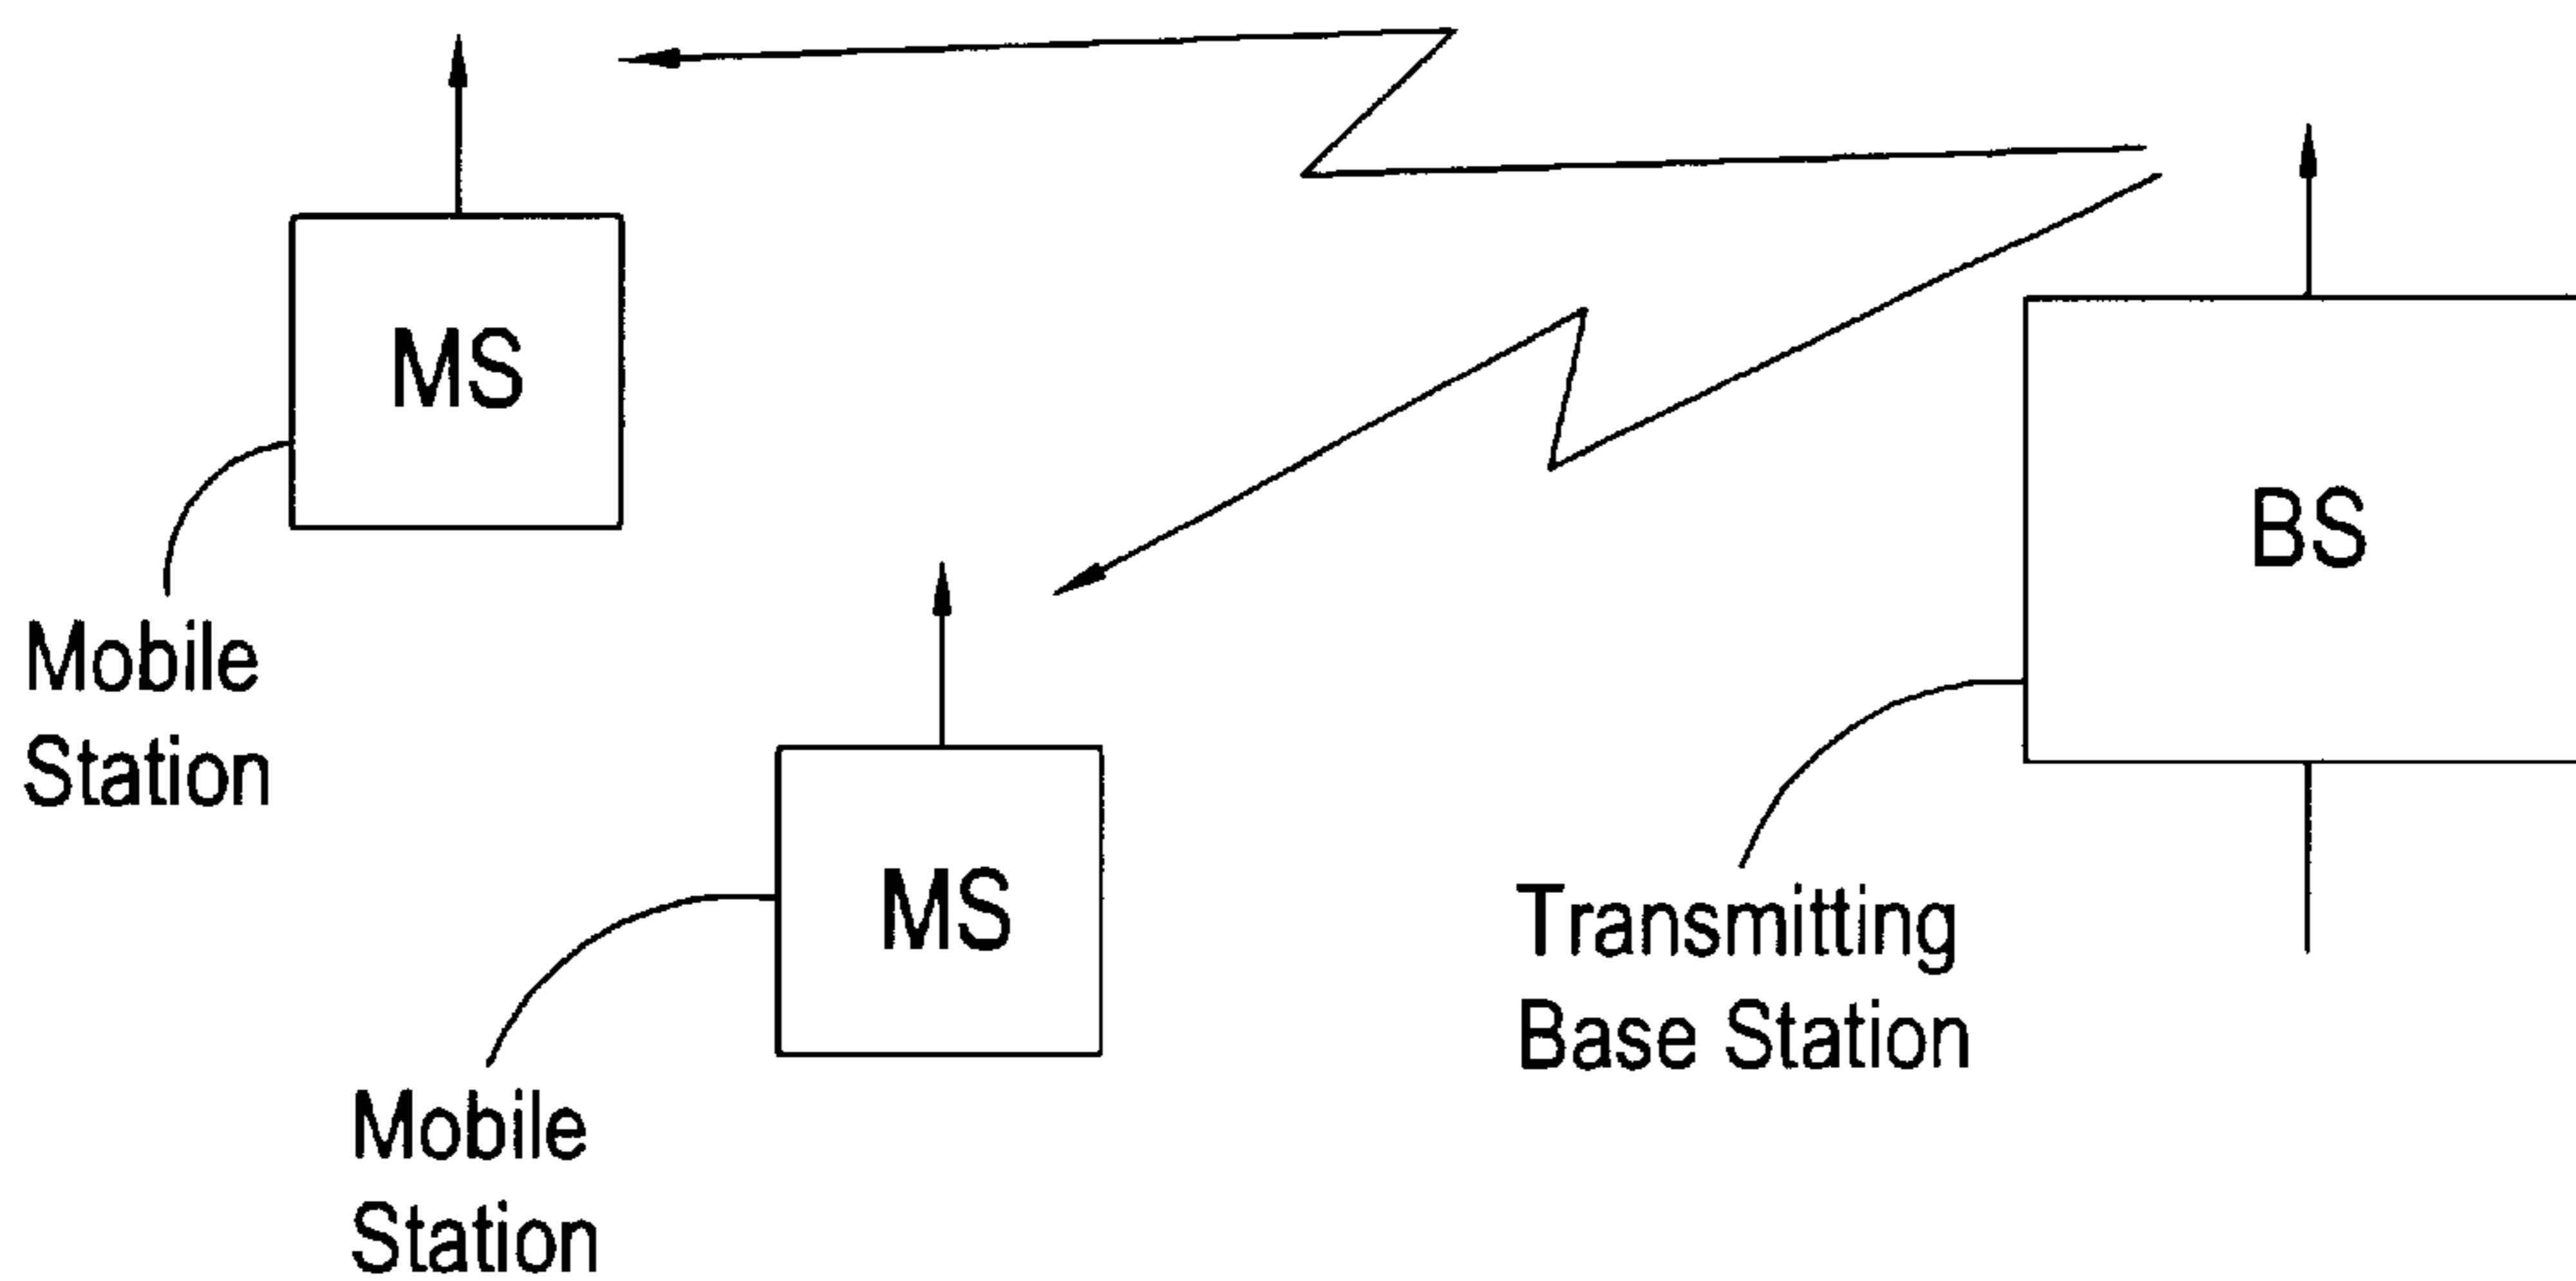 MS
Mobile
Station
MS
Mobile
Station
BS
Transmitting
Base Station